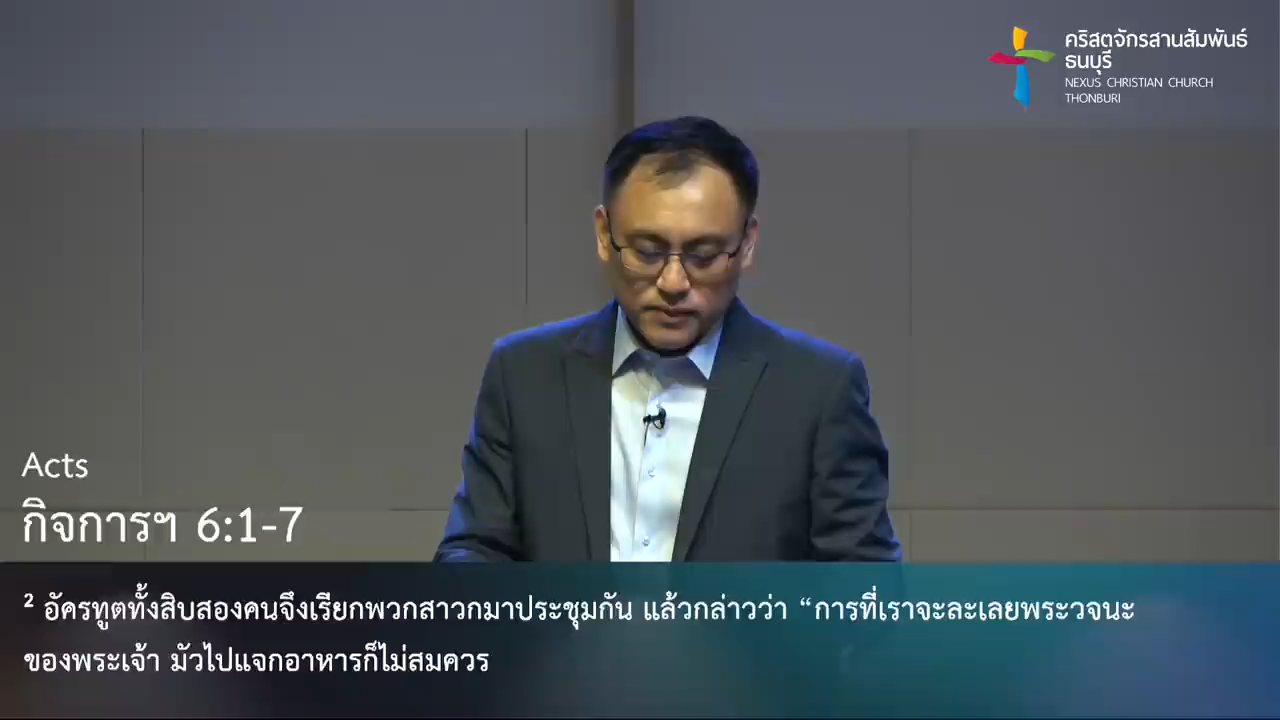 คริสตจักรสานสัมพันธ์
ธนบุรี
NEXUS CHRISTIAN CHURCH
THONBURI
Acts
กิจการฯ 6:1-7
² อัครทูตทั้งสิบสองคนจึงเรียกพวกสาวกมาประชุมกัน แล้วกล่าวว่า “การที่เราจะละเลยพระวจนะ
ของพระเจ้า มัวไปแจกอาหารก็ไม่สมควร